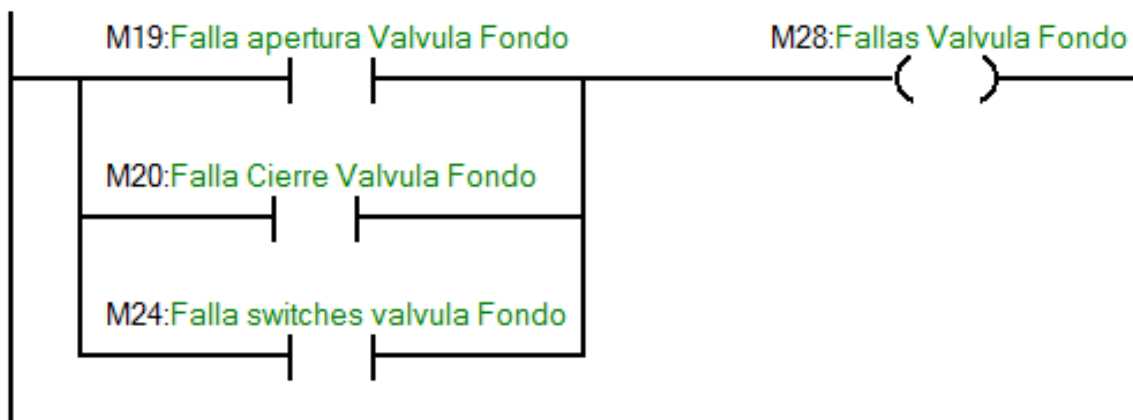 M19:Falla apertura Valvula Fondo
M28:Fallas Valvula Fondo
M20:Falla Cierre Valvula Fondo
M24:Falla switches valvula Fondo